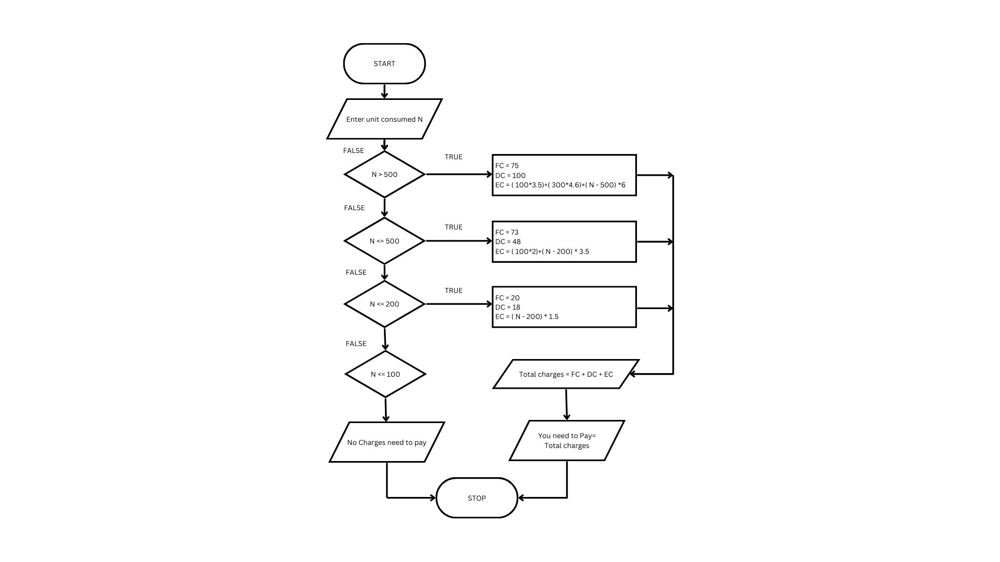 START
Enter unit consumed N
FALSE
TRUE
N > 500
FC = 75
DC = 100
EC = ( 100*3.5)+( 300*4.6)+( N - 500) *6
FALSE
TRUE
N <= 500
FC = 73
DC = 48
EC = ( 100*2)+( N - 200) * 3.5
FALSE
TRUE
N <= 200
FC = 20
DC = 18
EC = ( N - 200) * 1.5
FALSE
N <= 100
Total charges = FC + DC + EC
No Charges need to pay
You need to Pay=
Total charges
STOP